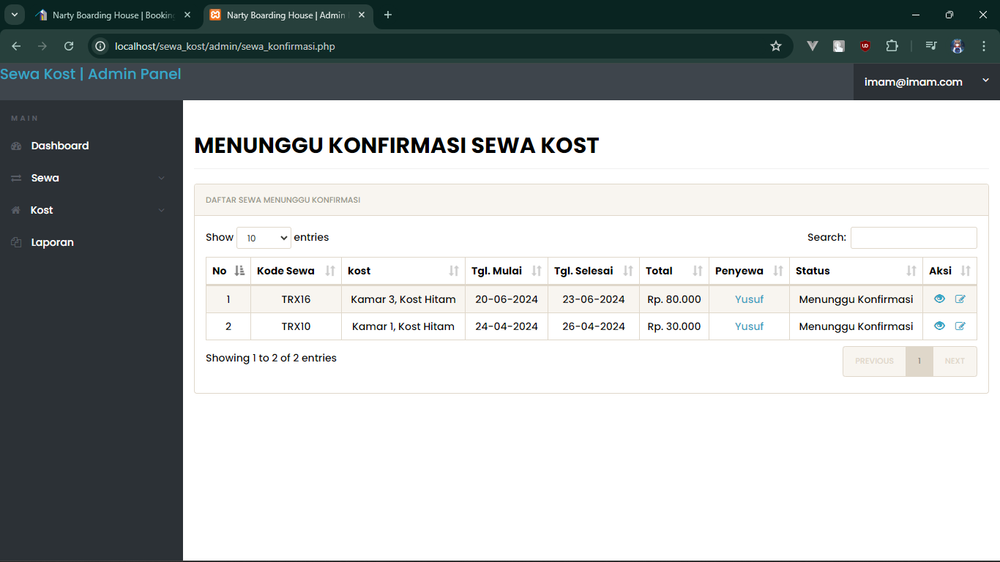 Narty Boarding House | Booking
Narty Boarding House | Admin
localhost/sewa_kost/admin/sewa_konfirmasi.php
Sewa Kost | Admin Panel
imam@imam.com
MAIN
Dashboard
Sewa
Kost
Laporan
MENUNGGU KONFIRMASI SEWA KOST
DAFTAR SEWA MENUNGGU KONFIRMASI
Show 10 entries Search:
No Kode Sewa kost Tgl. Mulai Tgl. Selesai Total Penyewa Status Aksi
1 TRX16 Kamar 3, Kost Hitam 20-06-2024 23-06-2024 Rp. 80.000 Yusuf Menunggu Konfirmasi
2 TRX10 Kamar 1, Kost Hitam 24-04-2024 26-04-2024 Rp. 30.000 Yusuf Menunggu Konfirmasi
Showing 1 to 2 of 2 entries PREVIOUS 1 NEXT